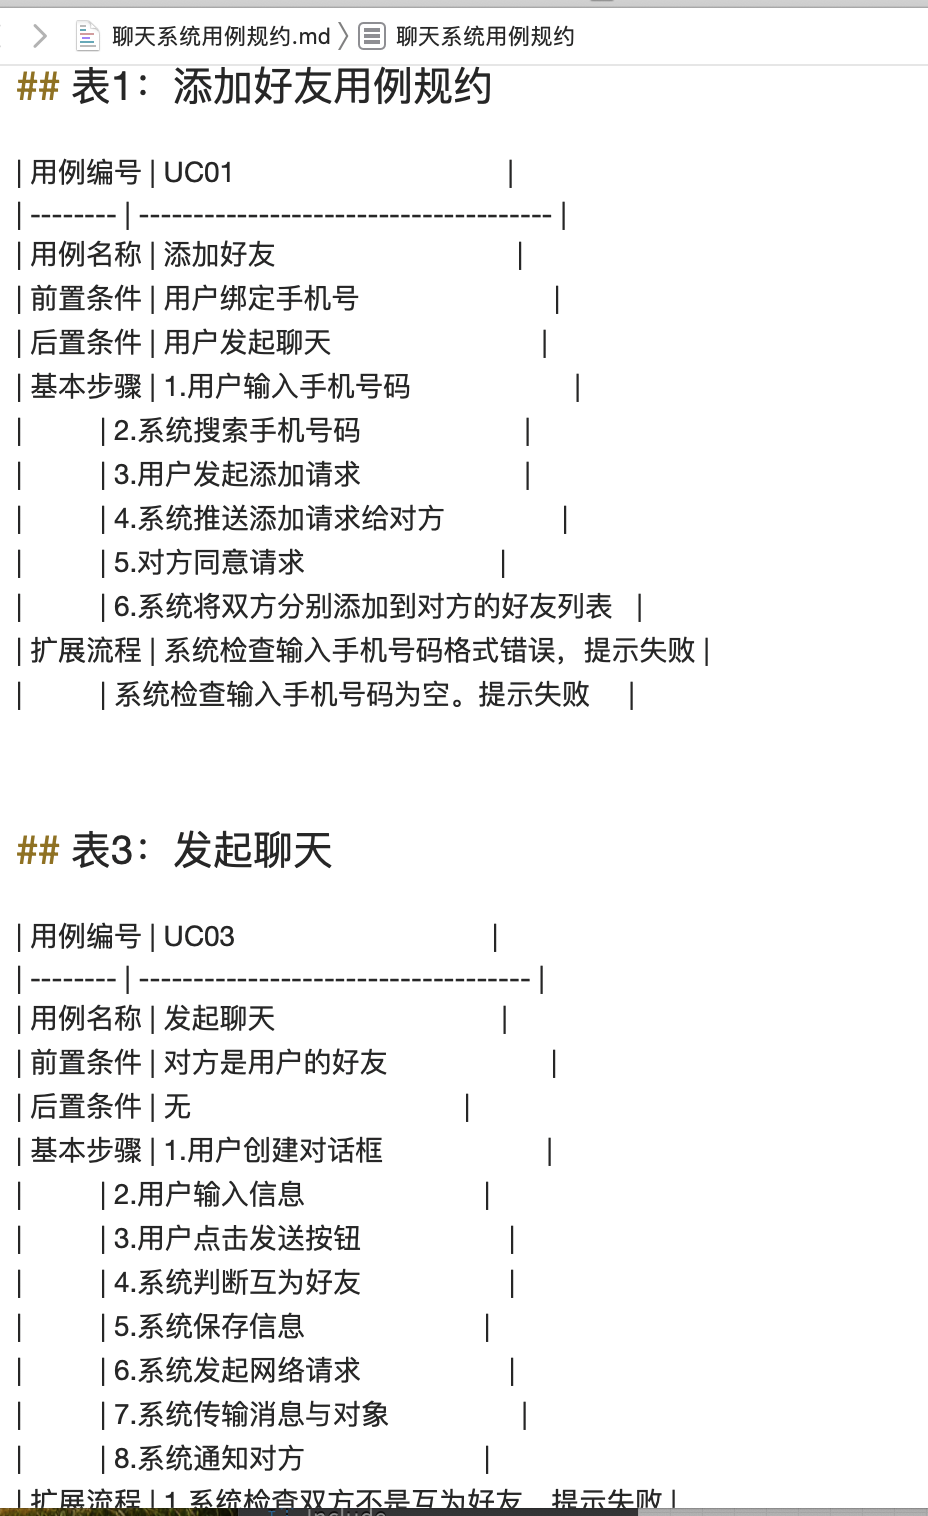 聊天系统用例规约.md 〉 聊天系统用例规约
## 表1：添加好友用例规约
| 用例编号 | UC01 |
| -------- | -------------------------------------- |
| 用例名称 | 添加好友 |
| 前置条件 | 用户绑定手机号 |
| 后置条件 | 用户发起聊天 |
| 基本步骤 | 1.用户输入手机号码 |
| | 2.系统搜索手机号码 |
| | 3.用户发起添加请求 |
| | 4.系统推送添加请求给对方 |
| | 5.对方同意请求 |
| | 6.系统将双方分别添加到对方的好友列表 |
| 扩展流程 | 系统检查输入手机号码格式错误，提示失败 |
| | 系统检查输入手机号码为空。提示失败 |
## 表3：发起聊天
| 用例编号 | UC03 |
| -------- | ------------------------------------ |
| 用例名称 | 发起聊天 |
| 前置条件 | 对方是用户的好友 |
| 后置条件 | 无 |
| 基本步骤 | 1.用户创建对话框 |
| | 2.用户输入信息 |
| | 3.用户点击发送按钮 |
| | 4.系统判断互为好友 |
| | 5.系统保存信息 |
| | 6.系统发起网络请求 |
| | 7.系统传输消息与对象 |
| | 8.系统通知对方 |
| 扩展流程 | 1.系统检查双方不是互为好友，提示失败 |